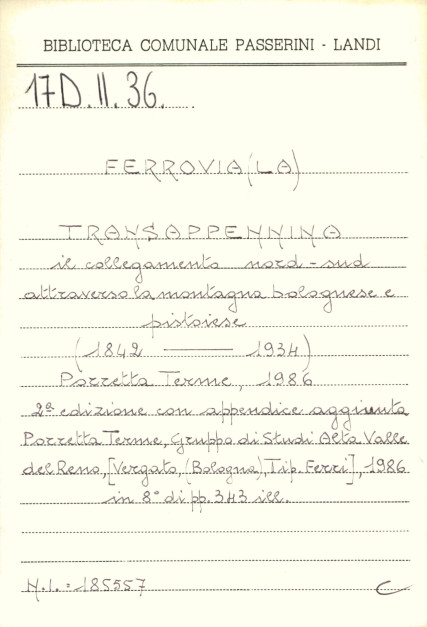 BIBLIOTECA COMUNALE PASSERINI - LANDI
17D.II.36.
FERROVIA (LA)
TRANSAPPENNINA
il collegamento nord-sud
attraverso la montagna bolognese e
pistoiese
(1842 — 1934)
Porretta Terme, 1986
2ª edizione con appendice aggiunta
Porretta Terme, Gruppo di Studi Alta Valle
del Reno, [Vergato, (Bologna), Tip. Ferri], 1986
in 8° di pp. 343 ill.
N.I. = 185557
C